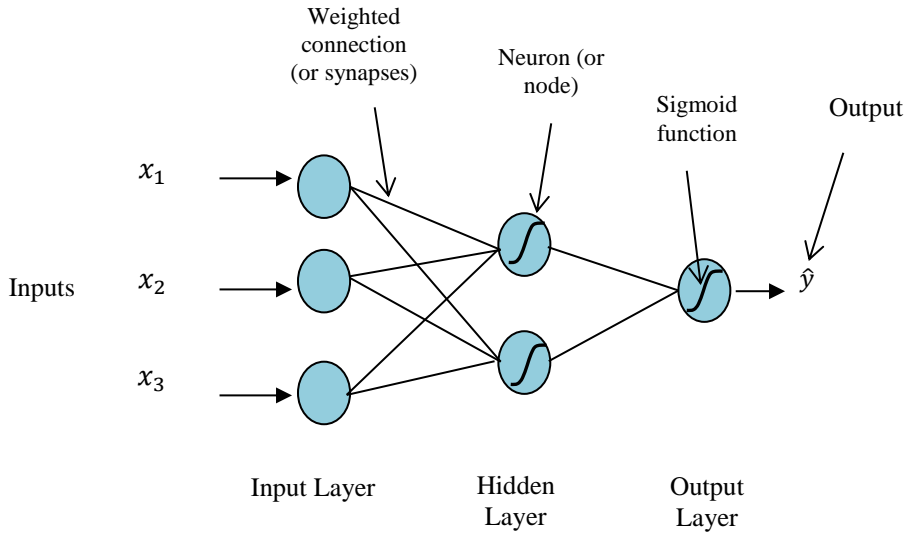 Weighted
connection
(or synapses)
Neuron (or
node)
Sigmoid
function
Output
x₁
x₂
x₃
Inputs
ŷ
Input Layer
Hidden
Layer
Output
Layer